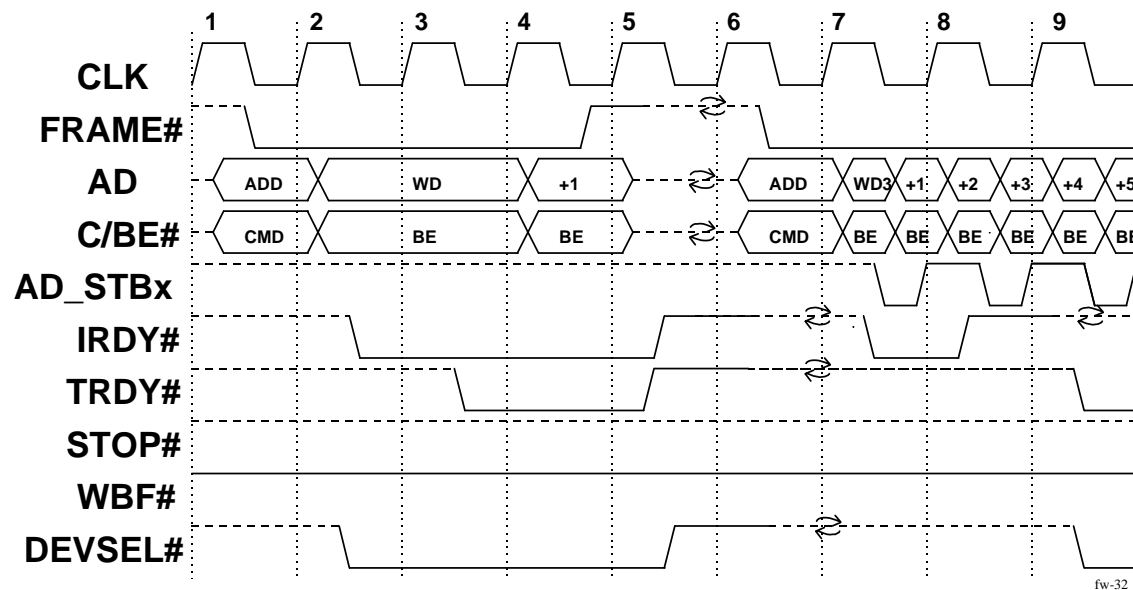 1 2 3 4 5 6 7 8 9
CLK
FRAME#
AD ADD WD +1 ADD WD3 +1 +2 +3 +4 +5
C/BE# CMD BE BE CMD BE BE BE BE BE BE
AD_STBx
IRDY#
TRDY#
STOP#
WBF#
DEVSEL#
fw-32